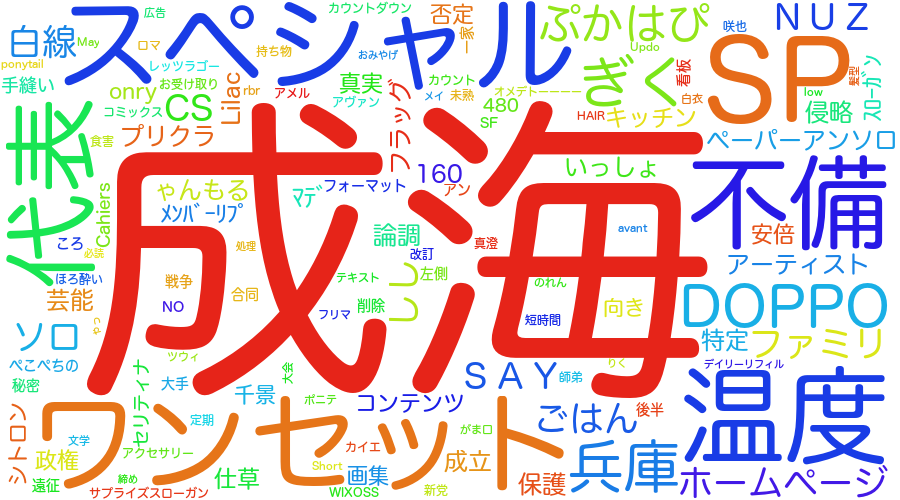 広告
カウントダウン
否定
ぷかはぴ
咲也
NUZ
白線
May
スペシャル
一家
Updo
SP
ponytail
ロマ
持ち物
おみやげ
レッツラゴー
手縫い
onry
お受け取り
rbr
真実
カウント
ぎく
看板
髪型
スローガン
Lilac
CS
アメル
アヴァン
メイ
未熟
オメデトーーーー
白衣
low
侵略
コミックス
480
SF
HAIR
キッチン
プリクラ
フラッグ
代表
食害
成海
ペーパーアンソロ
160
いっしょ
不備
やんもる
マデ
フォーマット
アン
Cahiers
メンバーリプ
論調
真澄
avant
安倍
ころ
処理
改訂
必誌
アーティスト
ほろ酔い
戦争
テキスト
左側
のれん
しし
芸能
NO
合同
削除
向き
DOPPO
フリマ
短時間
ソロ
やっ
特定
ファミリ
ぺこぺちの
ツウィ
りく
デイリーリフィル
秘密
セリティナ
大手
千景
大会
SAY
師弟
温度
ワンセット
ポニテ
コンテンツ
後半
ごはん
シトロン
定期
がま口
文学
アクセサリー
カイエ
成立
兵庫
政権
Short
画集
締め
仕草
保護
ホームページ
遠征
サプライズスローガン
WIXOSS
新党